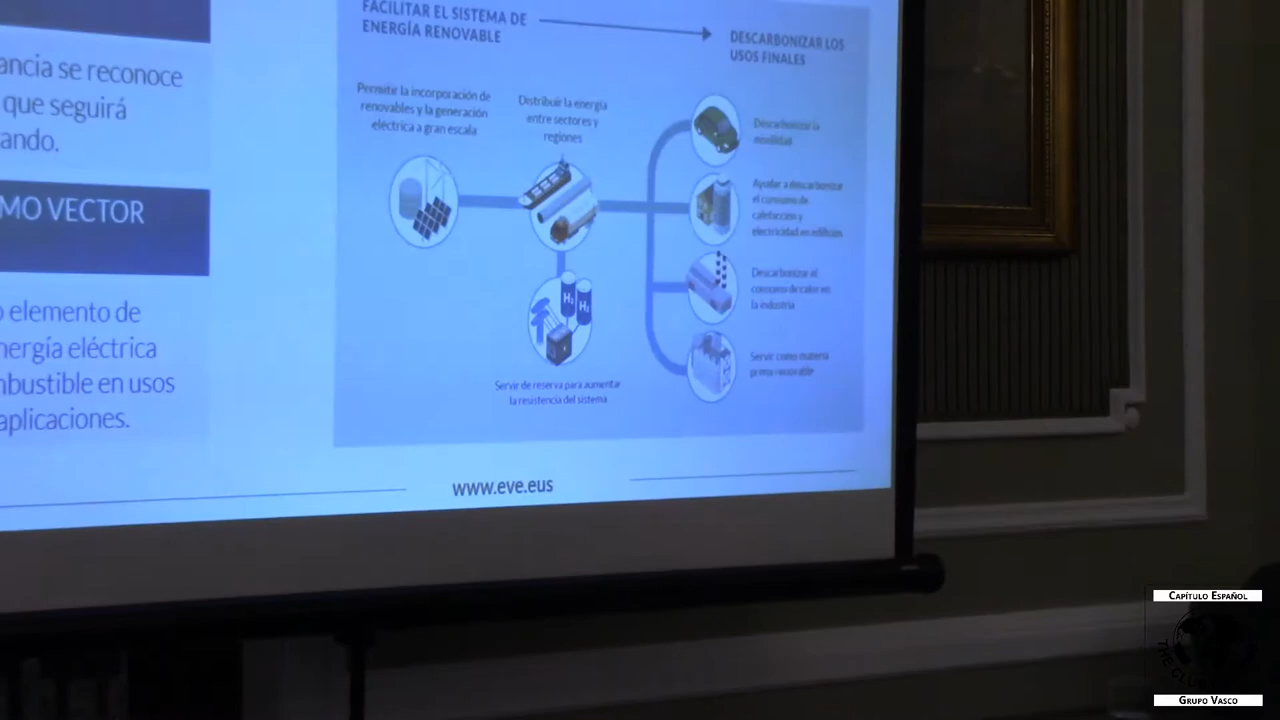 ancia se reconoce
que seguirá
ando.
MO VECTOR
o elemento de
nergía eléctrica
mbustible en usos
aplicaciones.
FACILITAR EL SISTEMA DE
ENERGÍA RENOVABLE
DESCARBONIZAR LOS
USOS FINALES
Permitir la incorporación de
renovables y la generación
eléctrica a gran escala
Distribuir la energía
entre sectores y
regiones
H₂
H₂
Servir de reserva para aumentar
la resistencia del sistema
Descarbonizar la
movilidad
Ayudar a descarbonizar
el consumo de
calefacción y
electricidad en edificios
Descarbonizar el
consumo de calor en
la industria
Servir como materia
prima renovable
www.eve.eus
Capítulo Español
THE CLU
Grupo Vasco